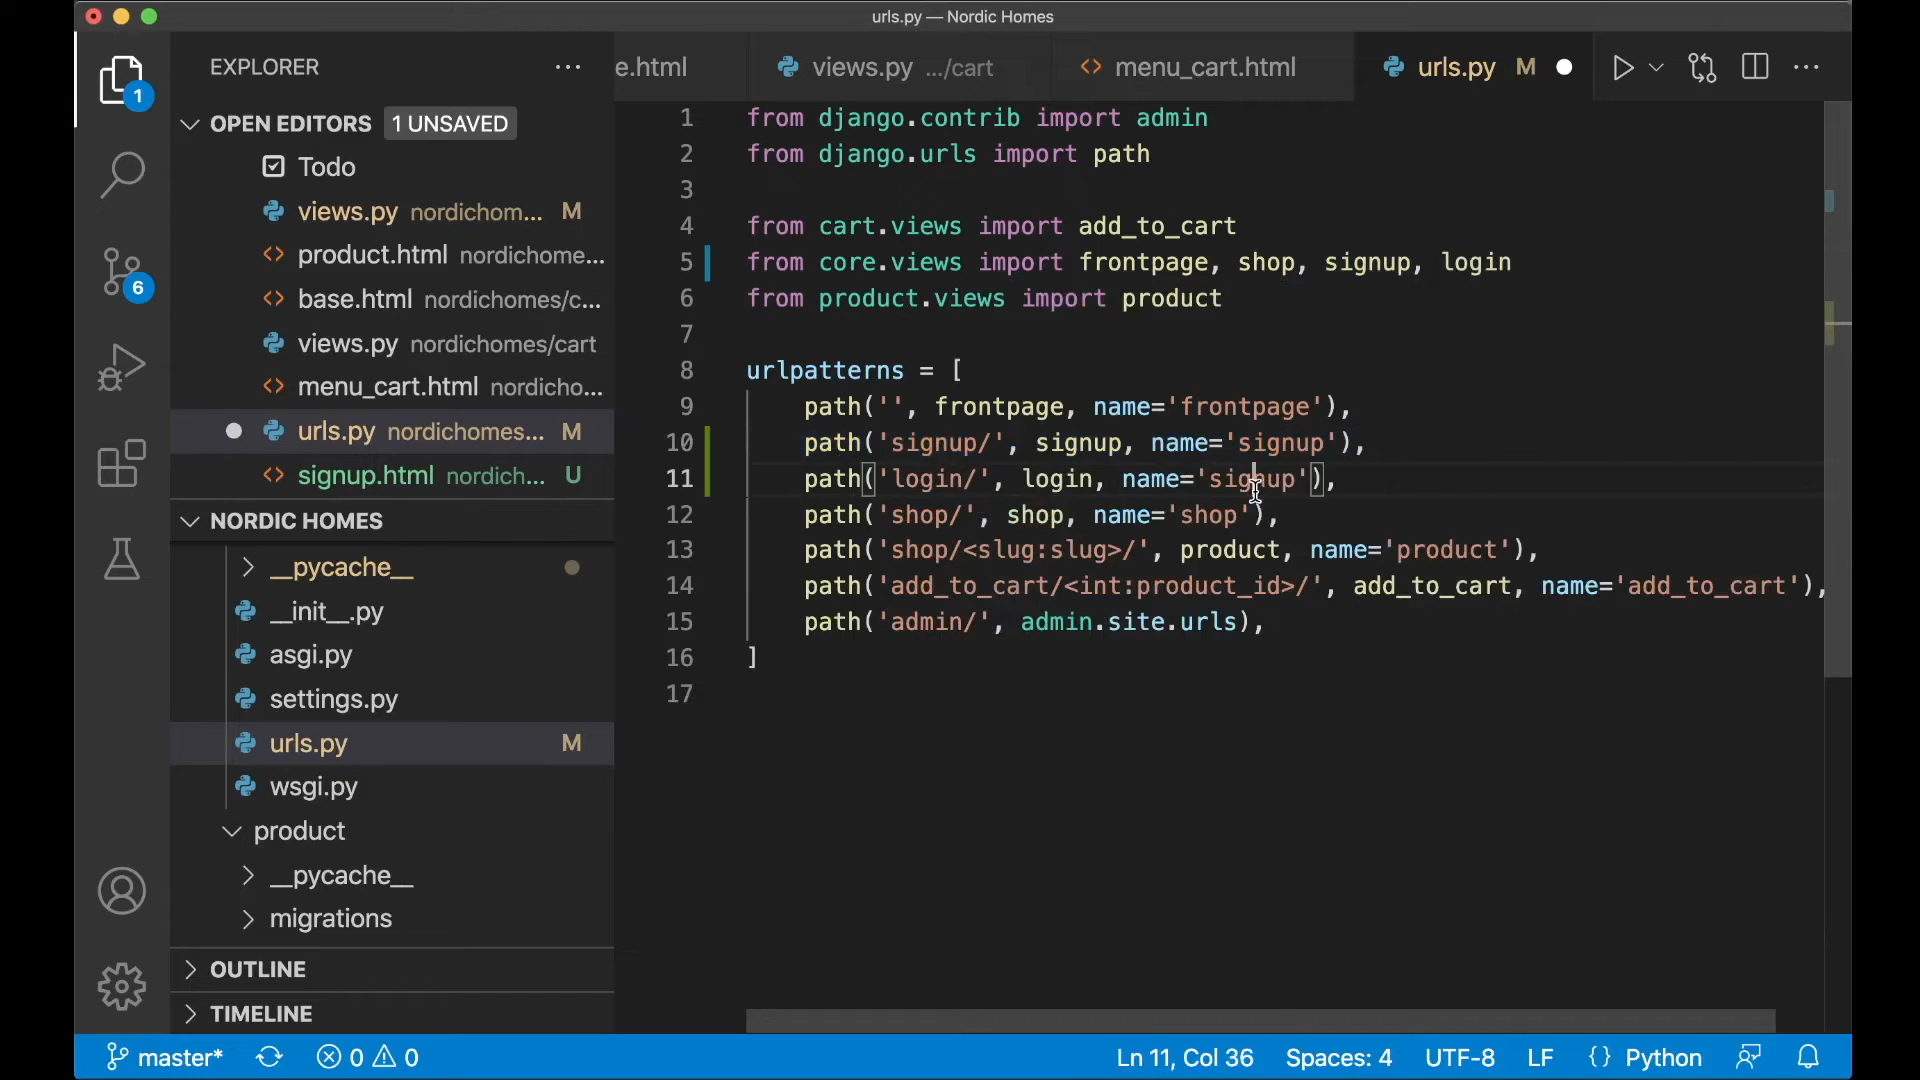 urls.py — Nordic Homes
EXPLORER
e.html
views.py .../cart
menu_cart.html
urls.py M
1
OPEN EDITORS 1 UNSAVED
Todo
views.py nordichom... M
product.html nordichome...
base.html nordichomes/c...
views.py nordichomes/cart
menu_cart.html nordicho...
urls.py nordichomes... M
signup.html nordich... U
6
NORDIC HOMES
__pycache__
__init__.py
asgi.py
settings.py
urls.py M
wsgi.py
product
__pycache__
migrations
OUTLINE
TIMELINE
1 from django.contrib import admin
2 from django.urls import path
3
4 from cart.views import add_to_cart
5 from core.views import frontpage, shop, signup, login
6 from product.views import product
7
8 urlpatterns = [
9 path('', frontpage, name='frontpage'),
10 path('signup/', signup, name='signup'),
11 path('login/', login, name='signup'),
12 path('shop/', shop, name='shop'),
13 path('shop/<slug:slug>/', product, name='product'),
14 path('add_to_cart/<int:product_id>/', add_to_cart, name='add_to_cart'),
15 path('admin/', admin.site.urls),
16 ]
17
master* 0 0 Ln 11, Col 36 Spaces: 4 UTF-8 LF {} Python